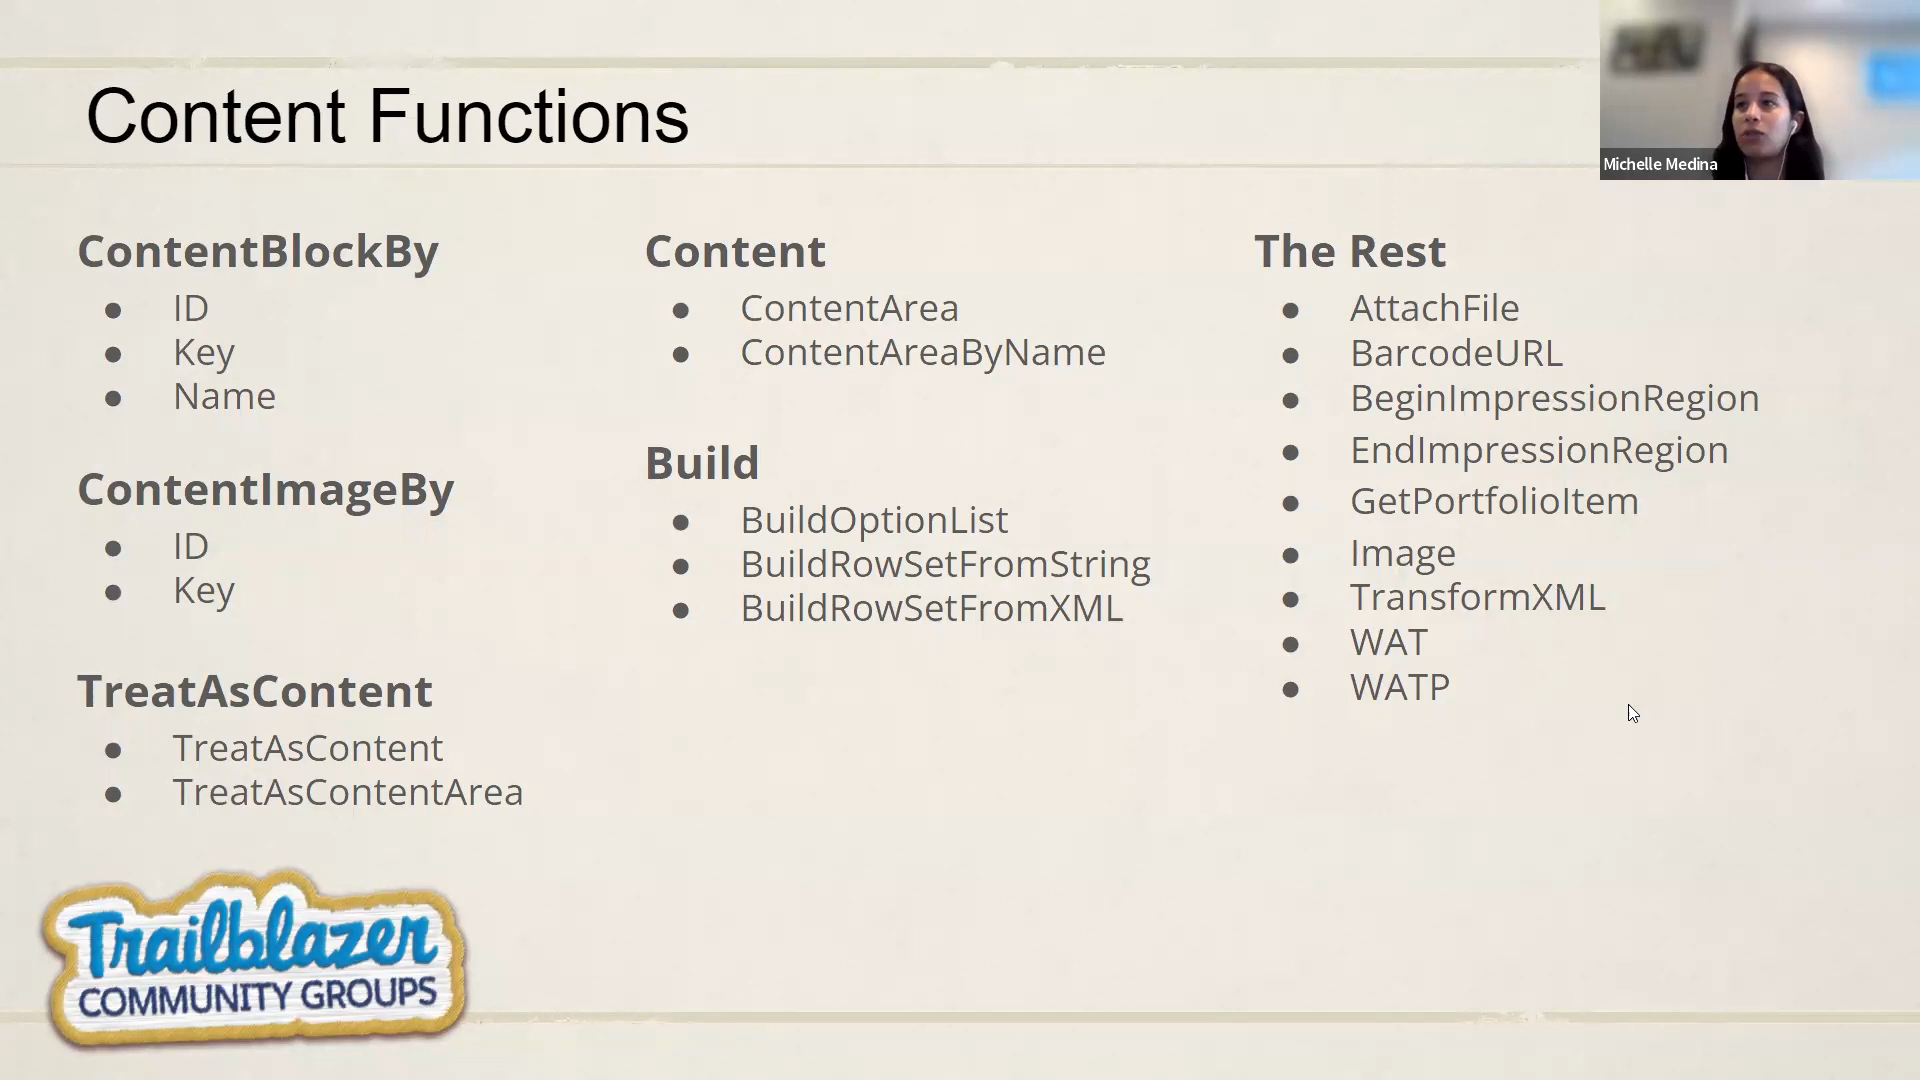 Content Functions
Michelle Medina
ContentBlockBy
● ID
● Key
● Name
ContentImageBy
● ID
● Key
TreatAsContent
● TreatAsContent
● TreatAsContentArea
Content
● ContentArea
● ContentAreaByName
Build
● BuildOptionList
● BuildRowSetFromString
● BuildRowSetFromXML
The Rest
● AttachFile
● BarcodeURL
● BeginImpressionRegion
● EndImpressionRegion
● GetPortfolioItem
● Image
● TransformXML
● WAT
● WATP
Trailblazer
COMMUNITY GROUPS